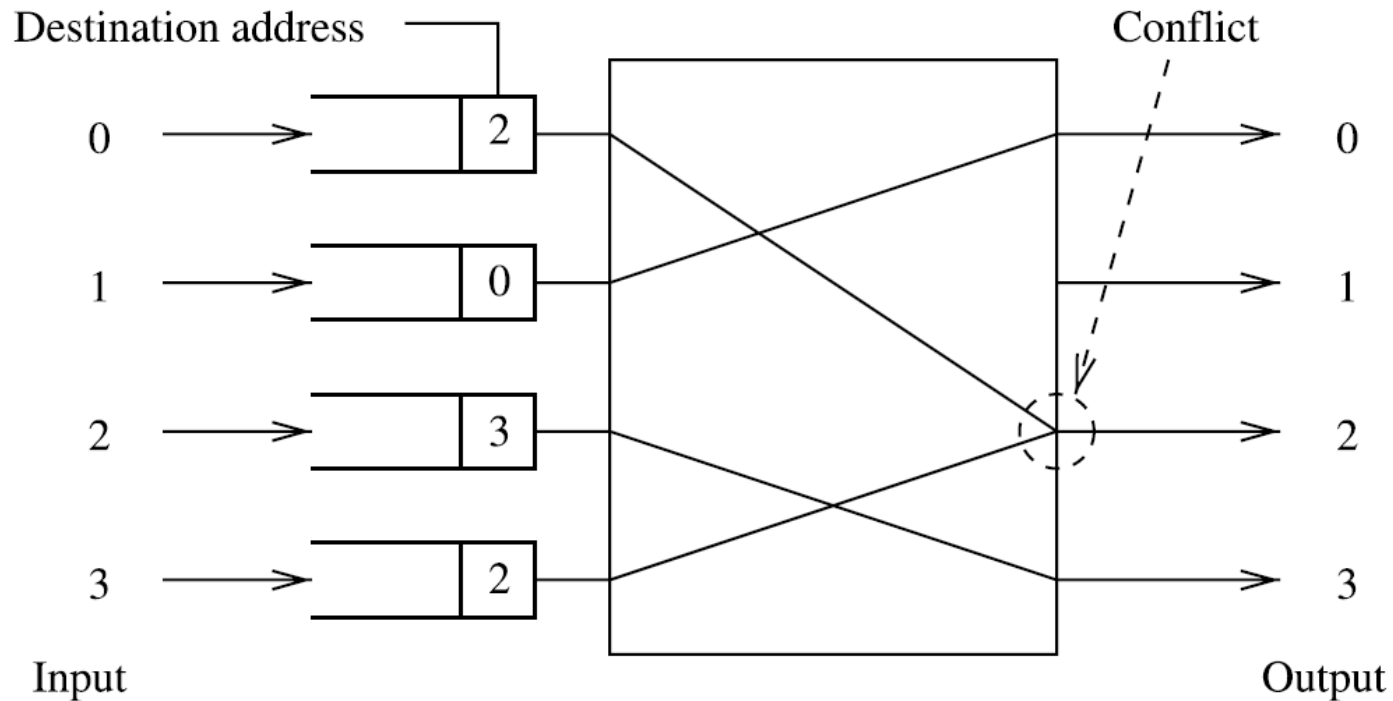 Destination address
Conflict
0 2 0
1 0 1
2 3 2
3 2 3
Input
Output